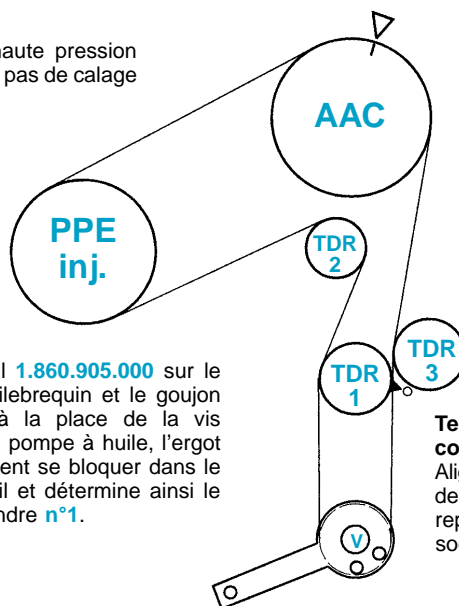 haute pression
pas de calage
AAC
PPE
inj.
TDR
2
TDR
3
TDR
1
1.860.905.000 sur le
ilebrequin et le goujon
à la place de la vis
pompe à huile, l'ergot
ent se bloquer dans le
il et détermine ainsi le
ndre n°1.
Te
co
Alig
de
rep
so
V